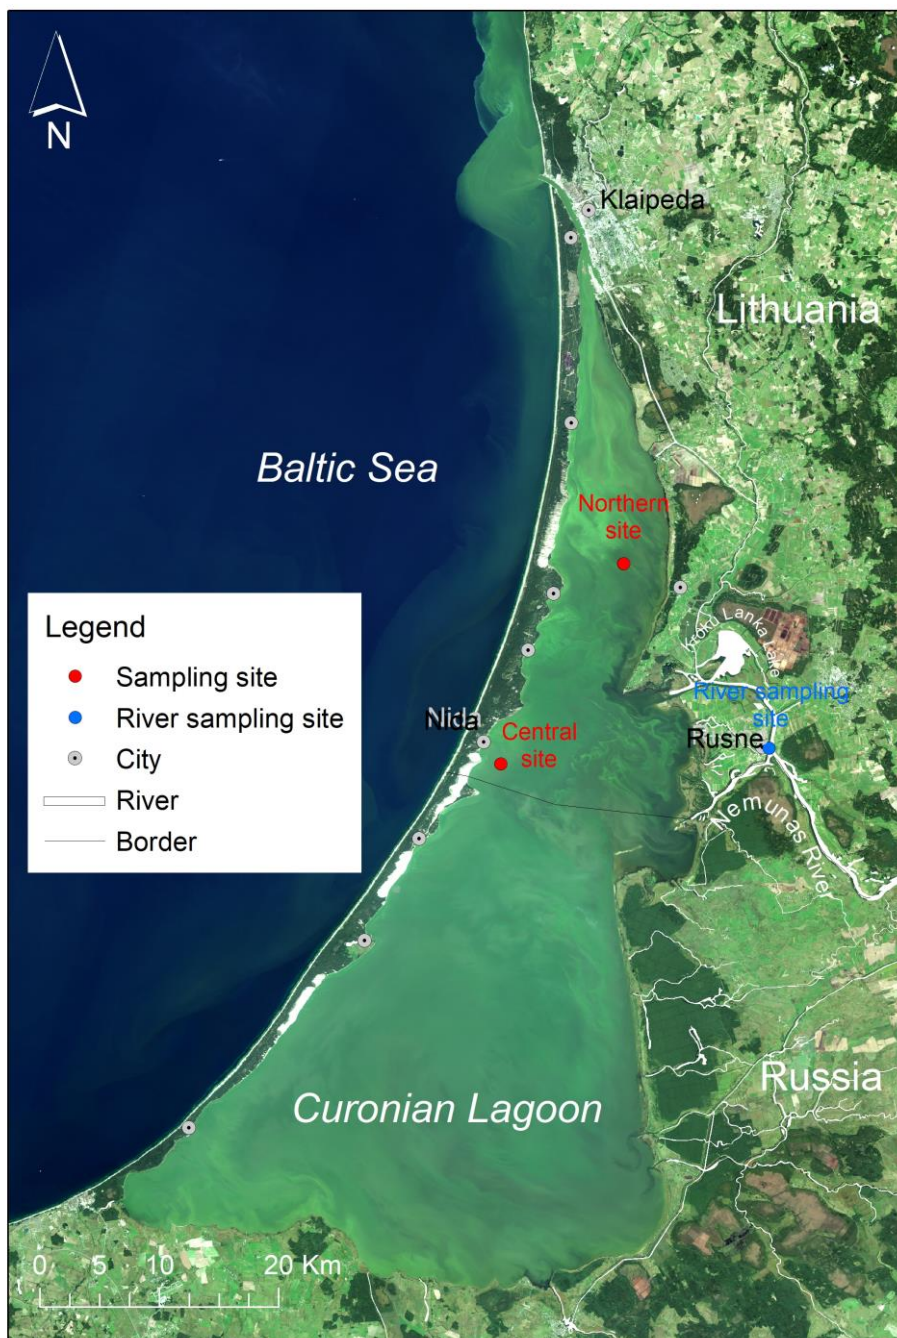 N
Klaipeda
Lithuania
Baltic Sea
Northern
site
Kroku Lanka Lake
River sampling
site
Rusne
Nida
Central
site
Nemunas River
Legend
Sampling site
River sampling site
City
River
Border
Russia
Curonian Lagoon
0 5 10 20 Km